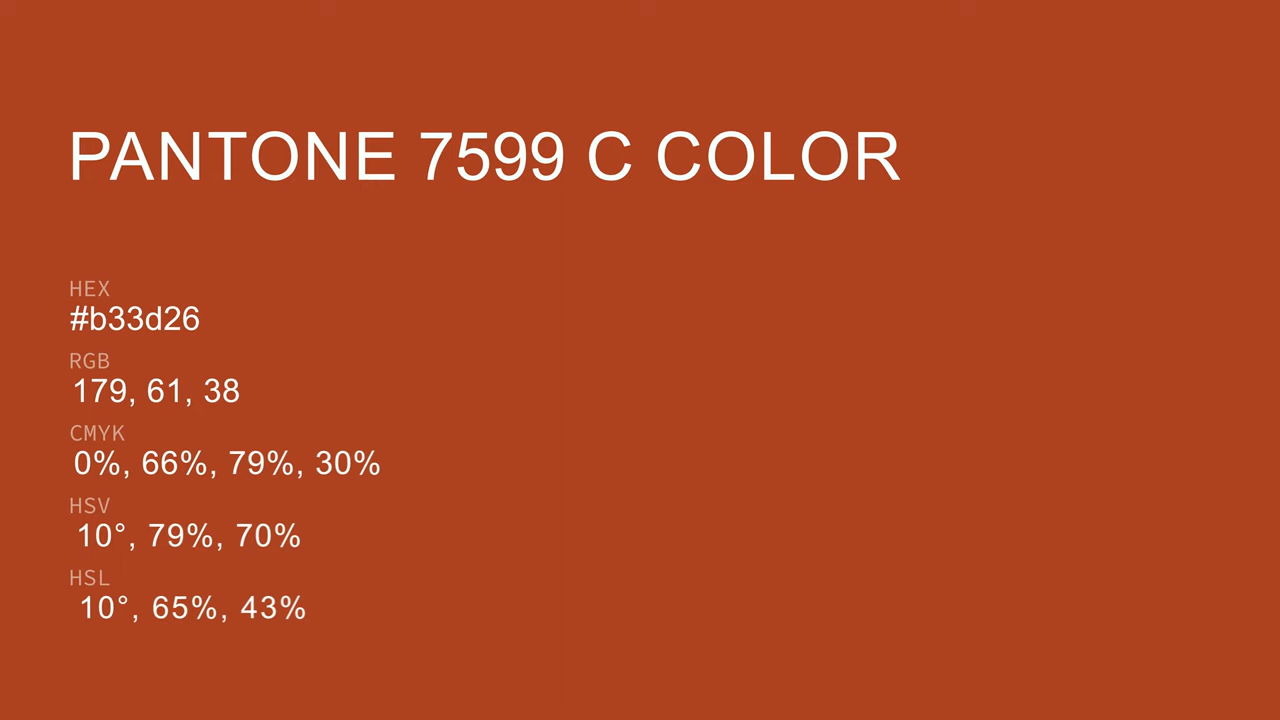 PANTONE 7599 C COLOR
HEX
#b33d26
RGB
179, 61, 38
CMYK
0%, 66%, 79%, 30%
HSV
10°, 79%, 70%
HSL
10°, 65%, 43%